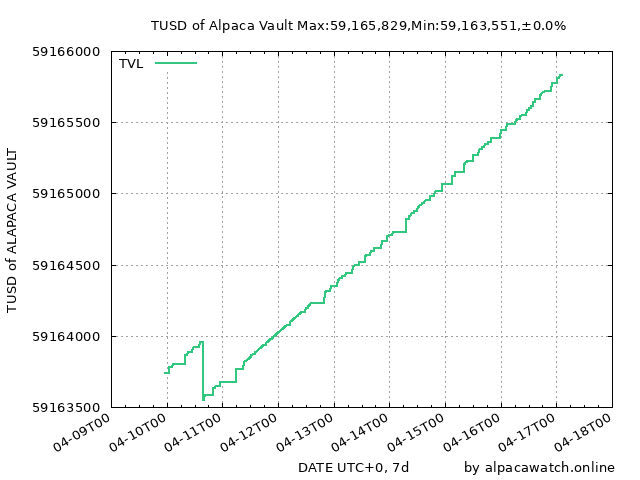 TUSD of Alpaca Vault Max:59,165,829,Min:59,163,551,±0.0%
TVL
59166000
59165500
59165000
59164500
59164000
59163500
TUSD of ALAPACA VAULT
04-09T00
04-10T00
04-11T00
04-12T00
04-13T00
04-14T00
04-15T00
04-16T00
04-17T00
04-18T00
DATE UTC+0, 7d
by alpacawatch.online